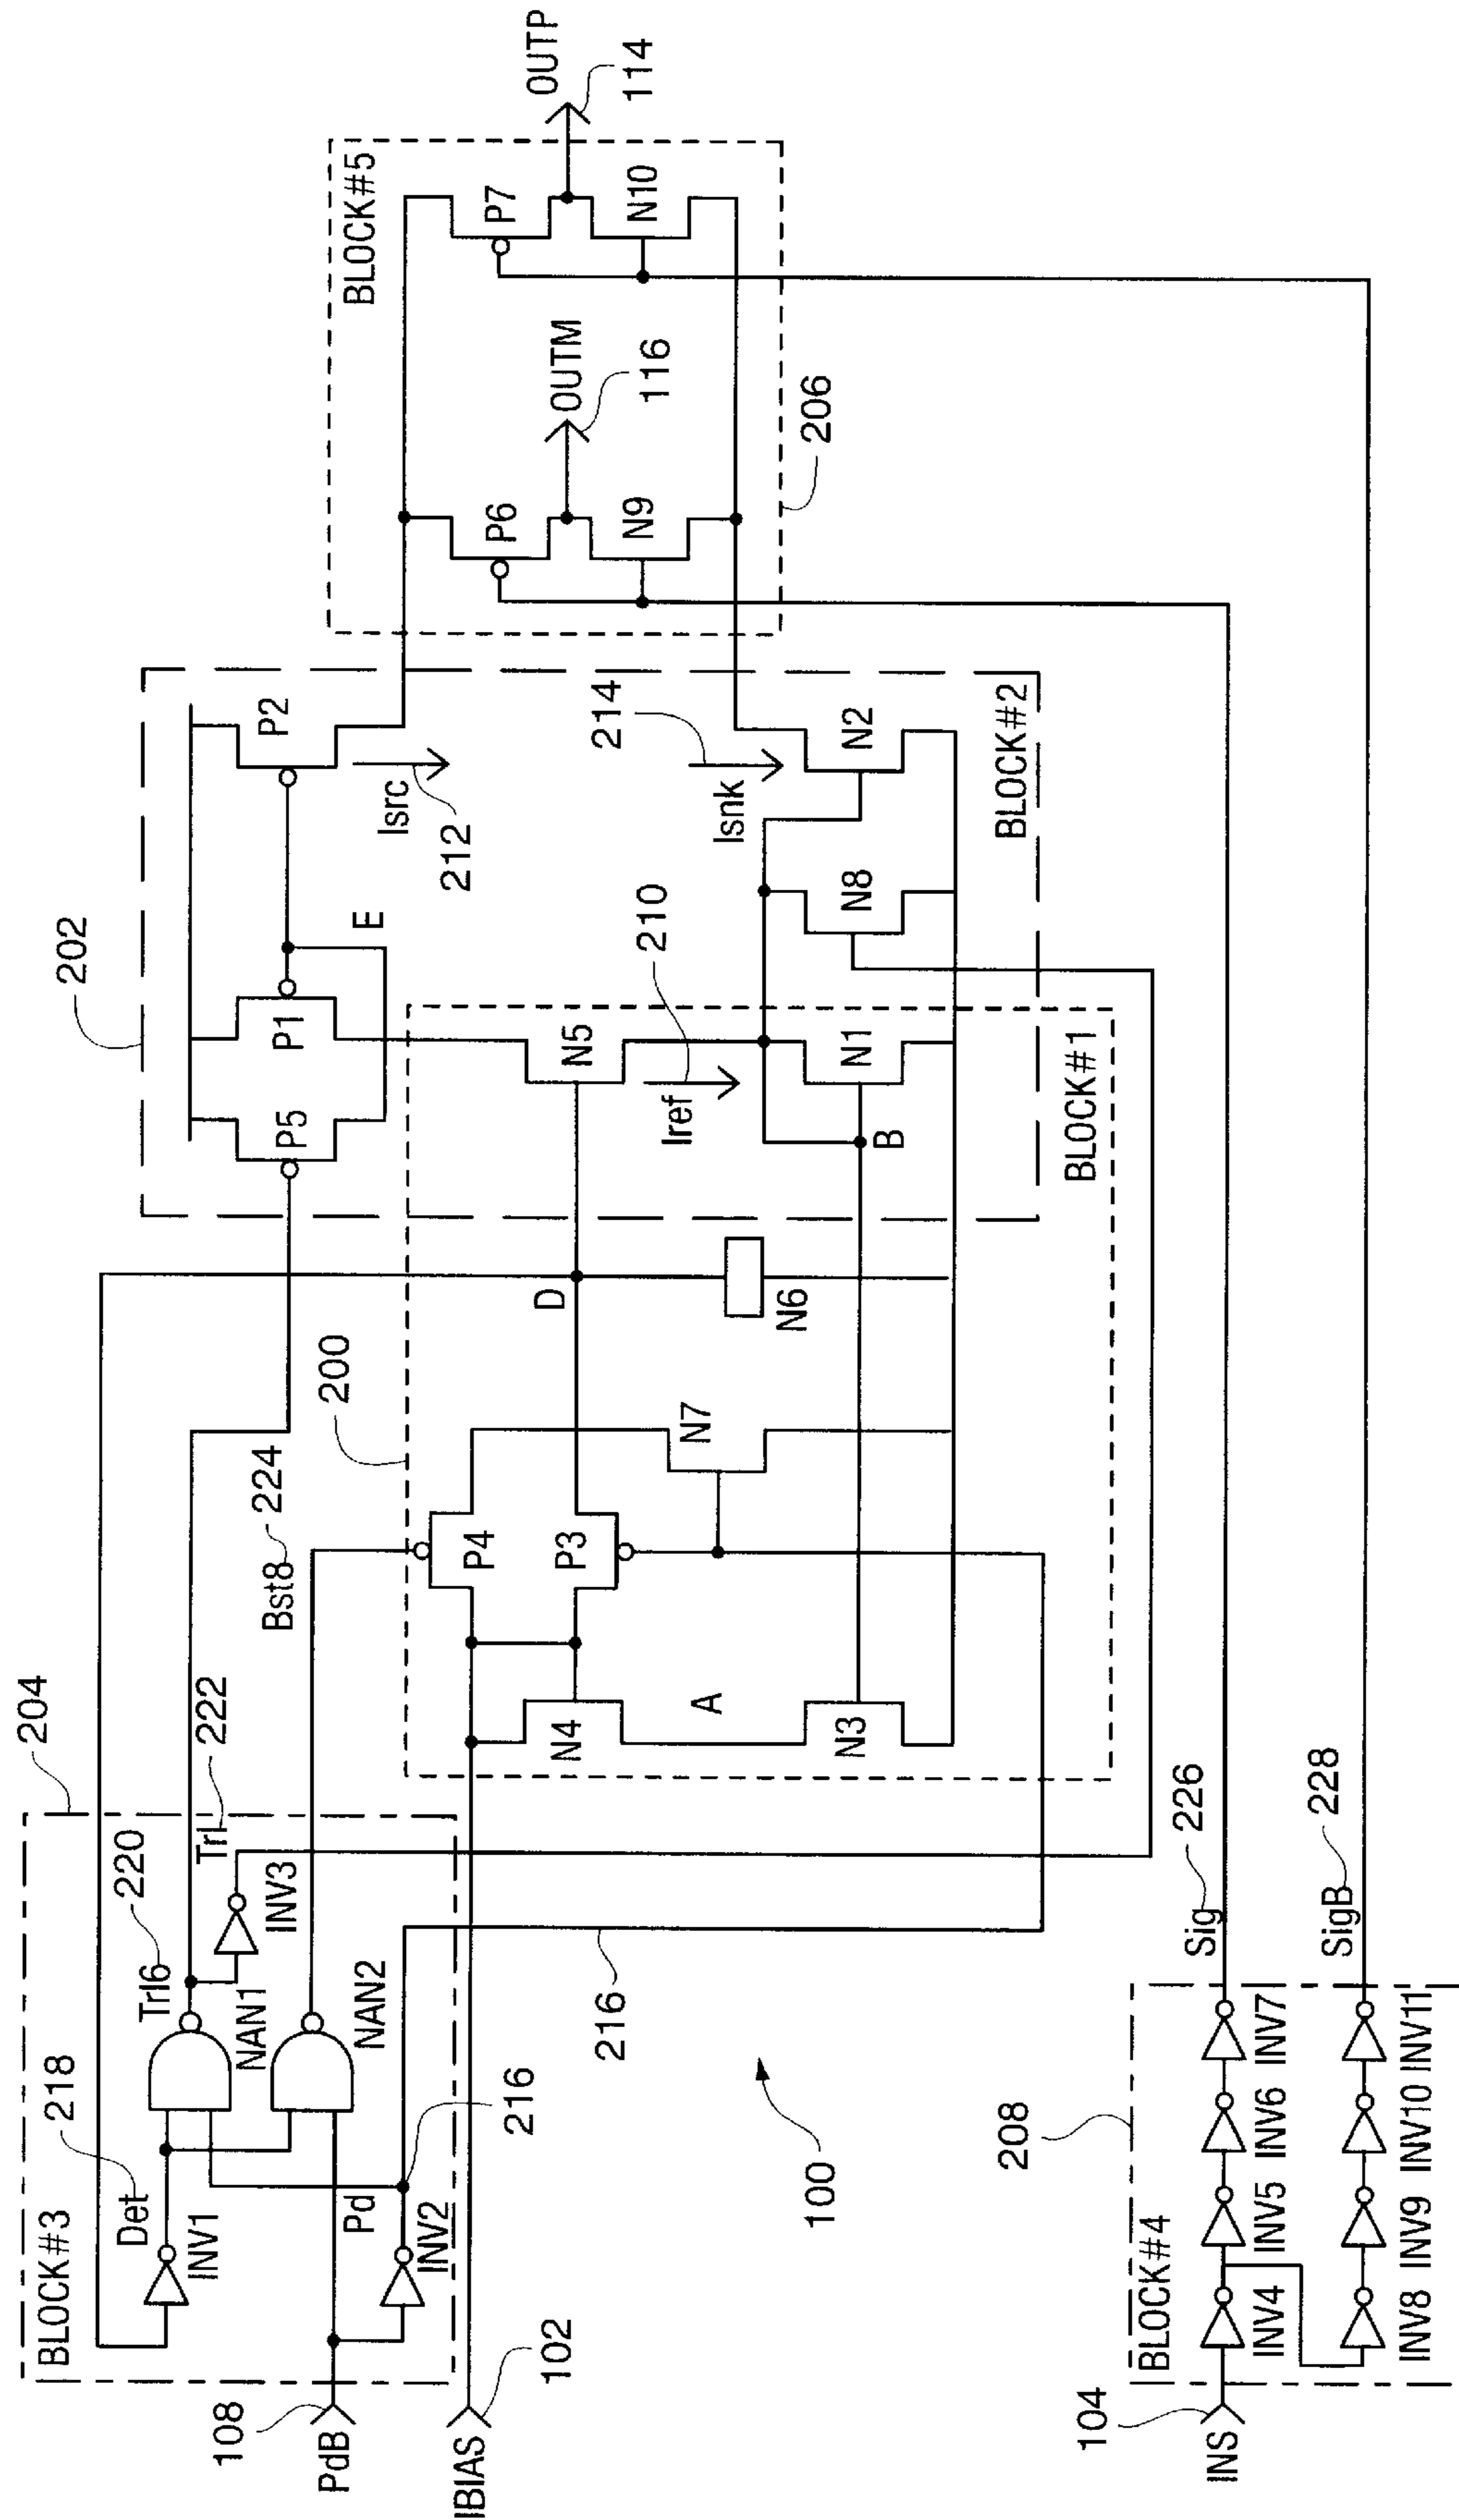 BLOCK#3
204
218
Det
INV1
Trl6
220
Trl
222
NAN1
INV3
NAN2
Pd
216
INV2
108
PdB
IBIAS
102
216
Bst8
224
200
P4
P3
N7
N4
A
N3
D
N6
202
P5
P1
E
P2
Isrc
212
N5
Iref
210
B
N1
N8
Isnk
214
N2
BLOCK#1
BLOCK#2
BLOCK#5
P6
N9
OUTM
116
P7
N10
OUTP
114
206
100
208
BLOCK#4
104
INS
INV4
INV5
INV6
INV7
INV8
INV9
INV10
INV11
Sig
226
SigB
228